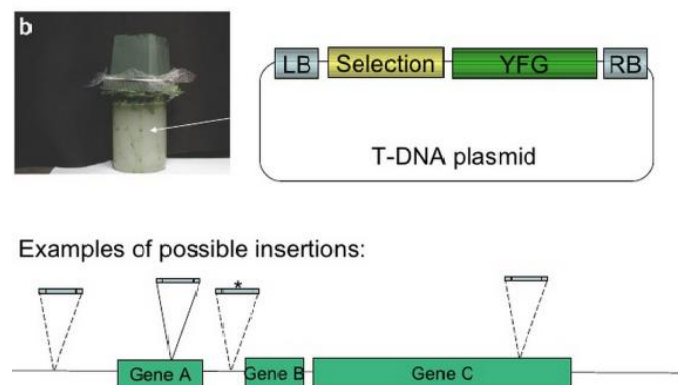 b
LB Selection YFG RB
T-DNA plasmid
Examples of possible insertions:
*
Gene A Gene B Gene C